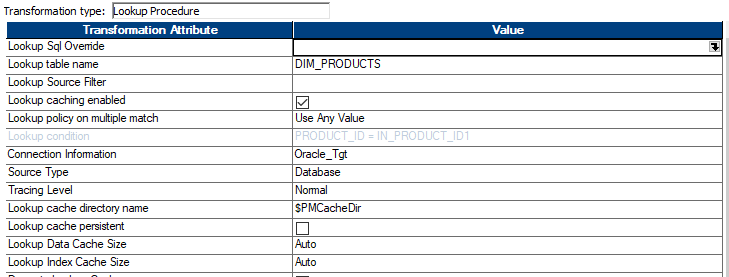 Transformation type: Lookup Procedure
Transformation Attribute Value
Lookup Sql Override
Lookup table name DIM_PRODUCTS
Lookup Source Filter
Lookup caching enabled
Lookup policy on multiple match Use Any Value
Lookup condition PRODUCT_ID = IN_PRODUCT_ID1
Connection Information Oracle_Tgt
Source Type Database
Tracing Level Normal
Lookup cache directory name $PMCacheDir
Lookup cache persistent
Lookup Data Cache Size Auto
Lookup Index Cache Size Auto